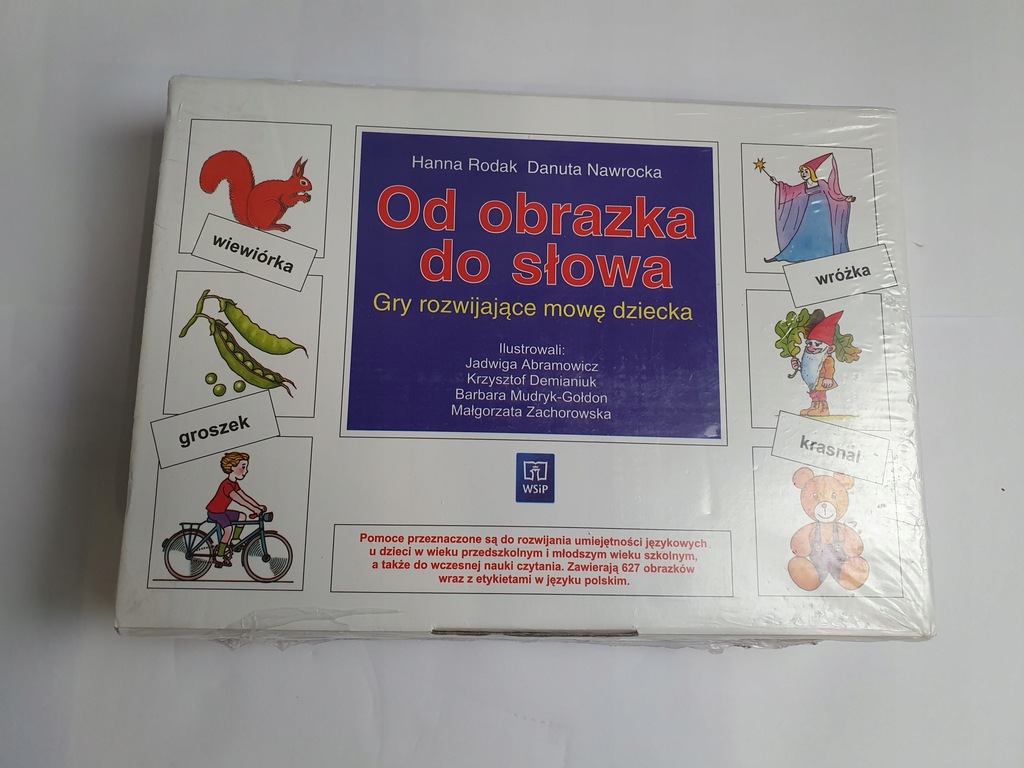 Hanna Rodak Danuta Nawrocka
Od obrazka
do słowa
Gry rozwijające mowę dziecka
Ilustrowali:
Jadwiga Abramowicz
Krzysztof Demianiuk
Barbara Mudryk-Gołdon
Małgorzata Zachorowska
wiewiórka
groszek
wróżka
krasnal
WSiP
Pomoce przeznaczone są do rozwijania umiejętności językowych
u dzieci w wieku przedszkolnym i młodszym wieku szkolnym,
a także do wczesnej nauki czytania. Zawierają 627 obrazków
wraz z etykietami w języku polskim.